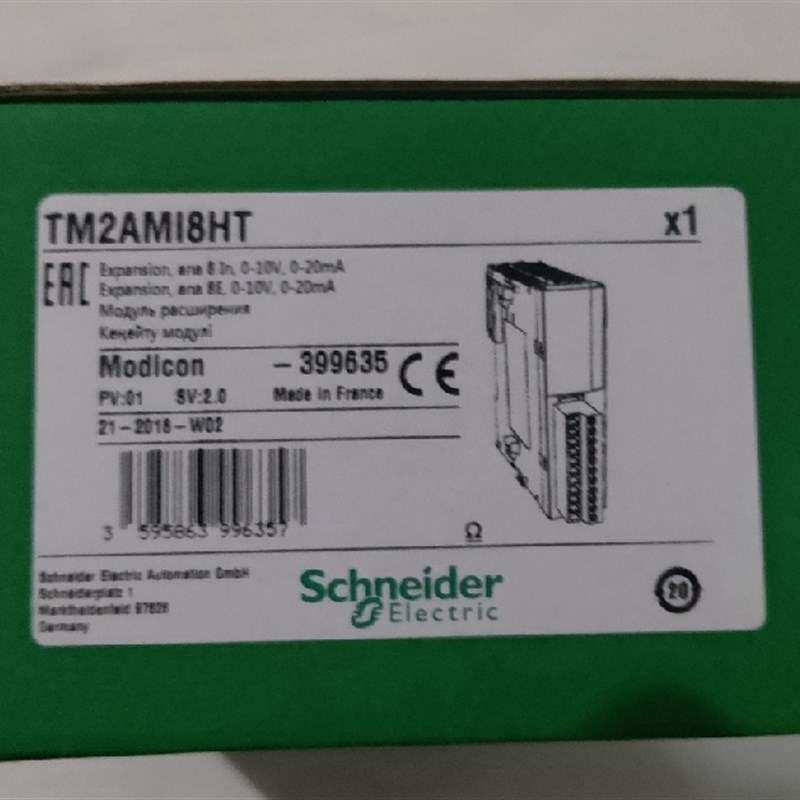 TM2AMI8HT x1
EAC
Expansion, ana 8 In, 0-10V, 0-20mA
Expansion, ana 8E, 0-10V, 0-20mA
Модуль расширения
Кеңейту модулі
Modicon - 399635 CE
PV:01 SV:2.0 Made in France
21-2018-W02
3 595863 996357
Ω
Schneider Electric Automation GmbH
Schneiderplatz 1
Marktheidenfeld 97828
Germany
Schneider
Electric
20